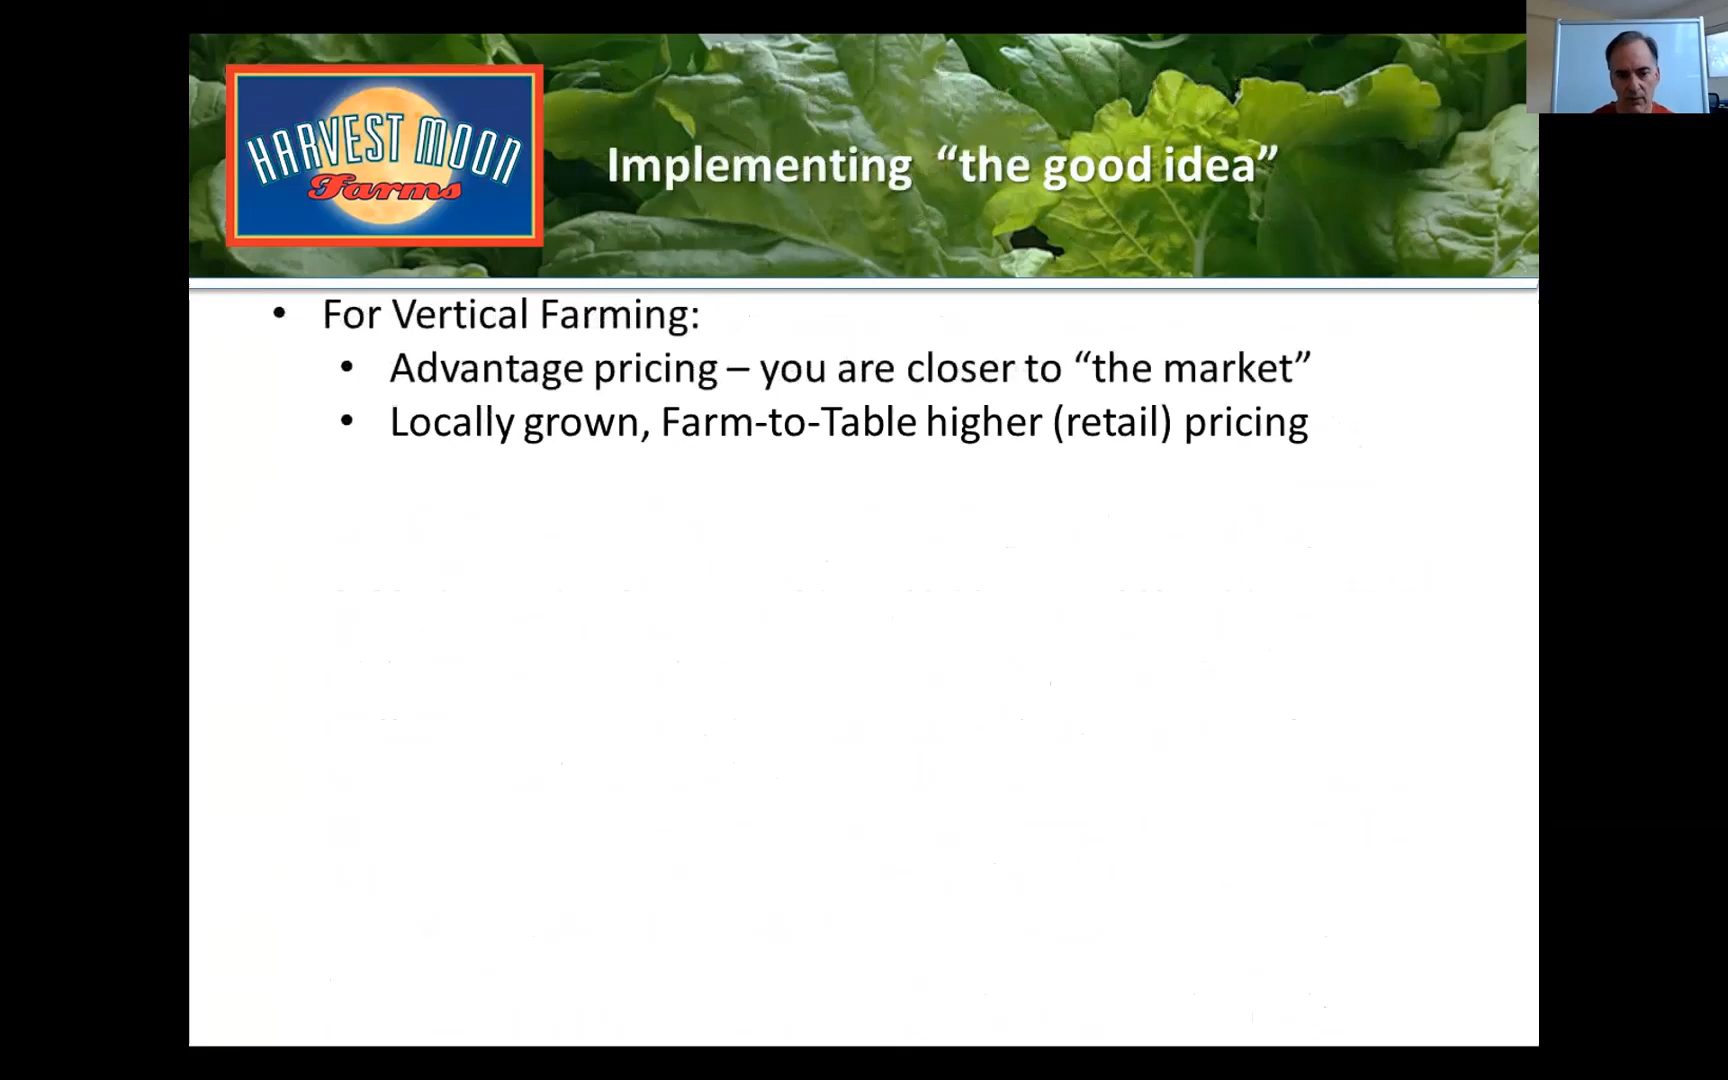 HARVEST MOON
Farms
Implementing “the good idea”
• For Vertical Farming:
• Advantage pricing – you are closer to “the market”
• Locally grown, Farm-to-Table higher (retail) pricing